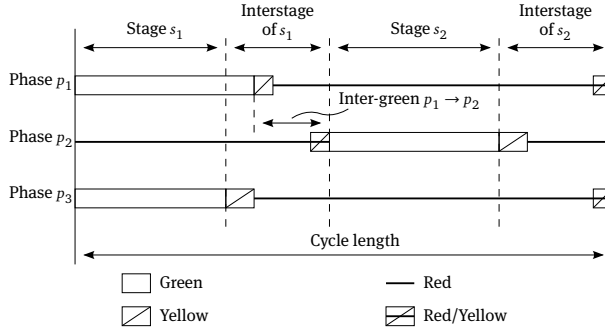 Stage s1
Interstage of s1
Stage s2
Interstage of s2
Phase p1
Inter-green p1 → p2
Phase p2
Phase p3
Cycle length
Green
Red
Yellow
Red/Yellow